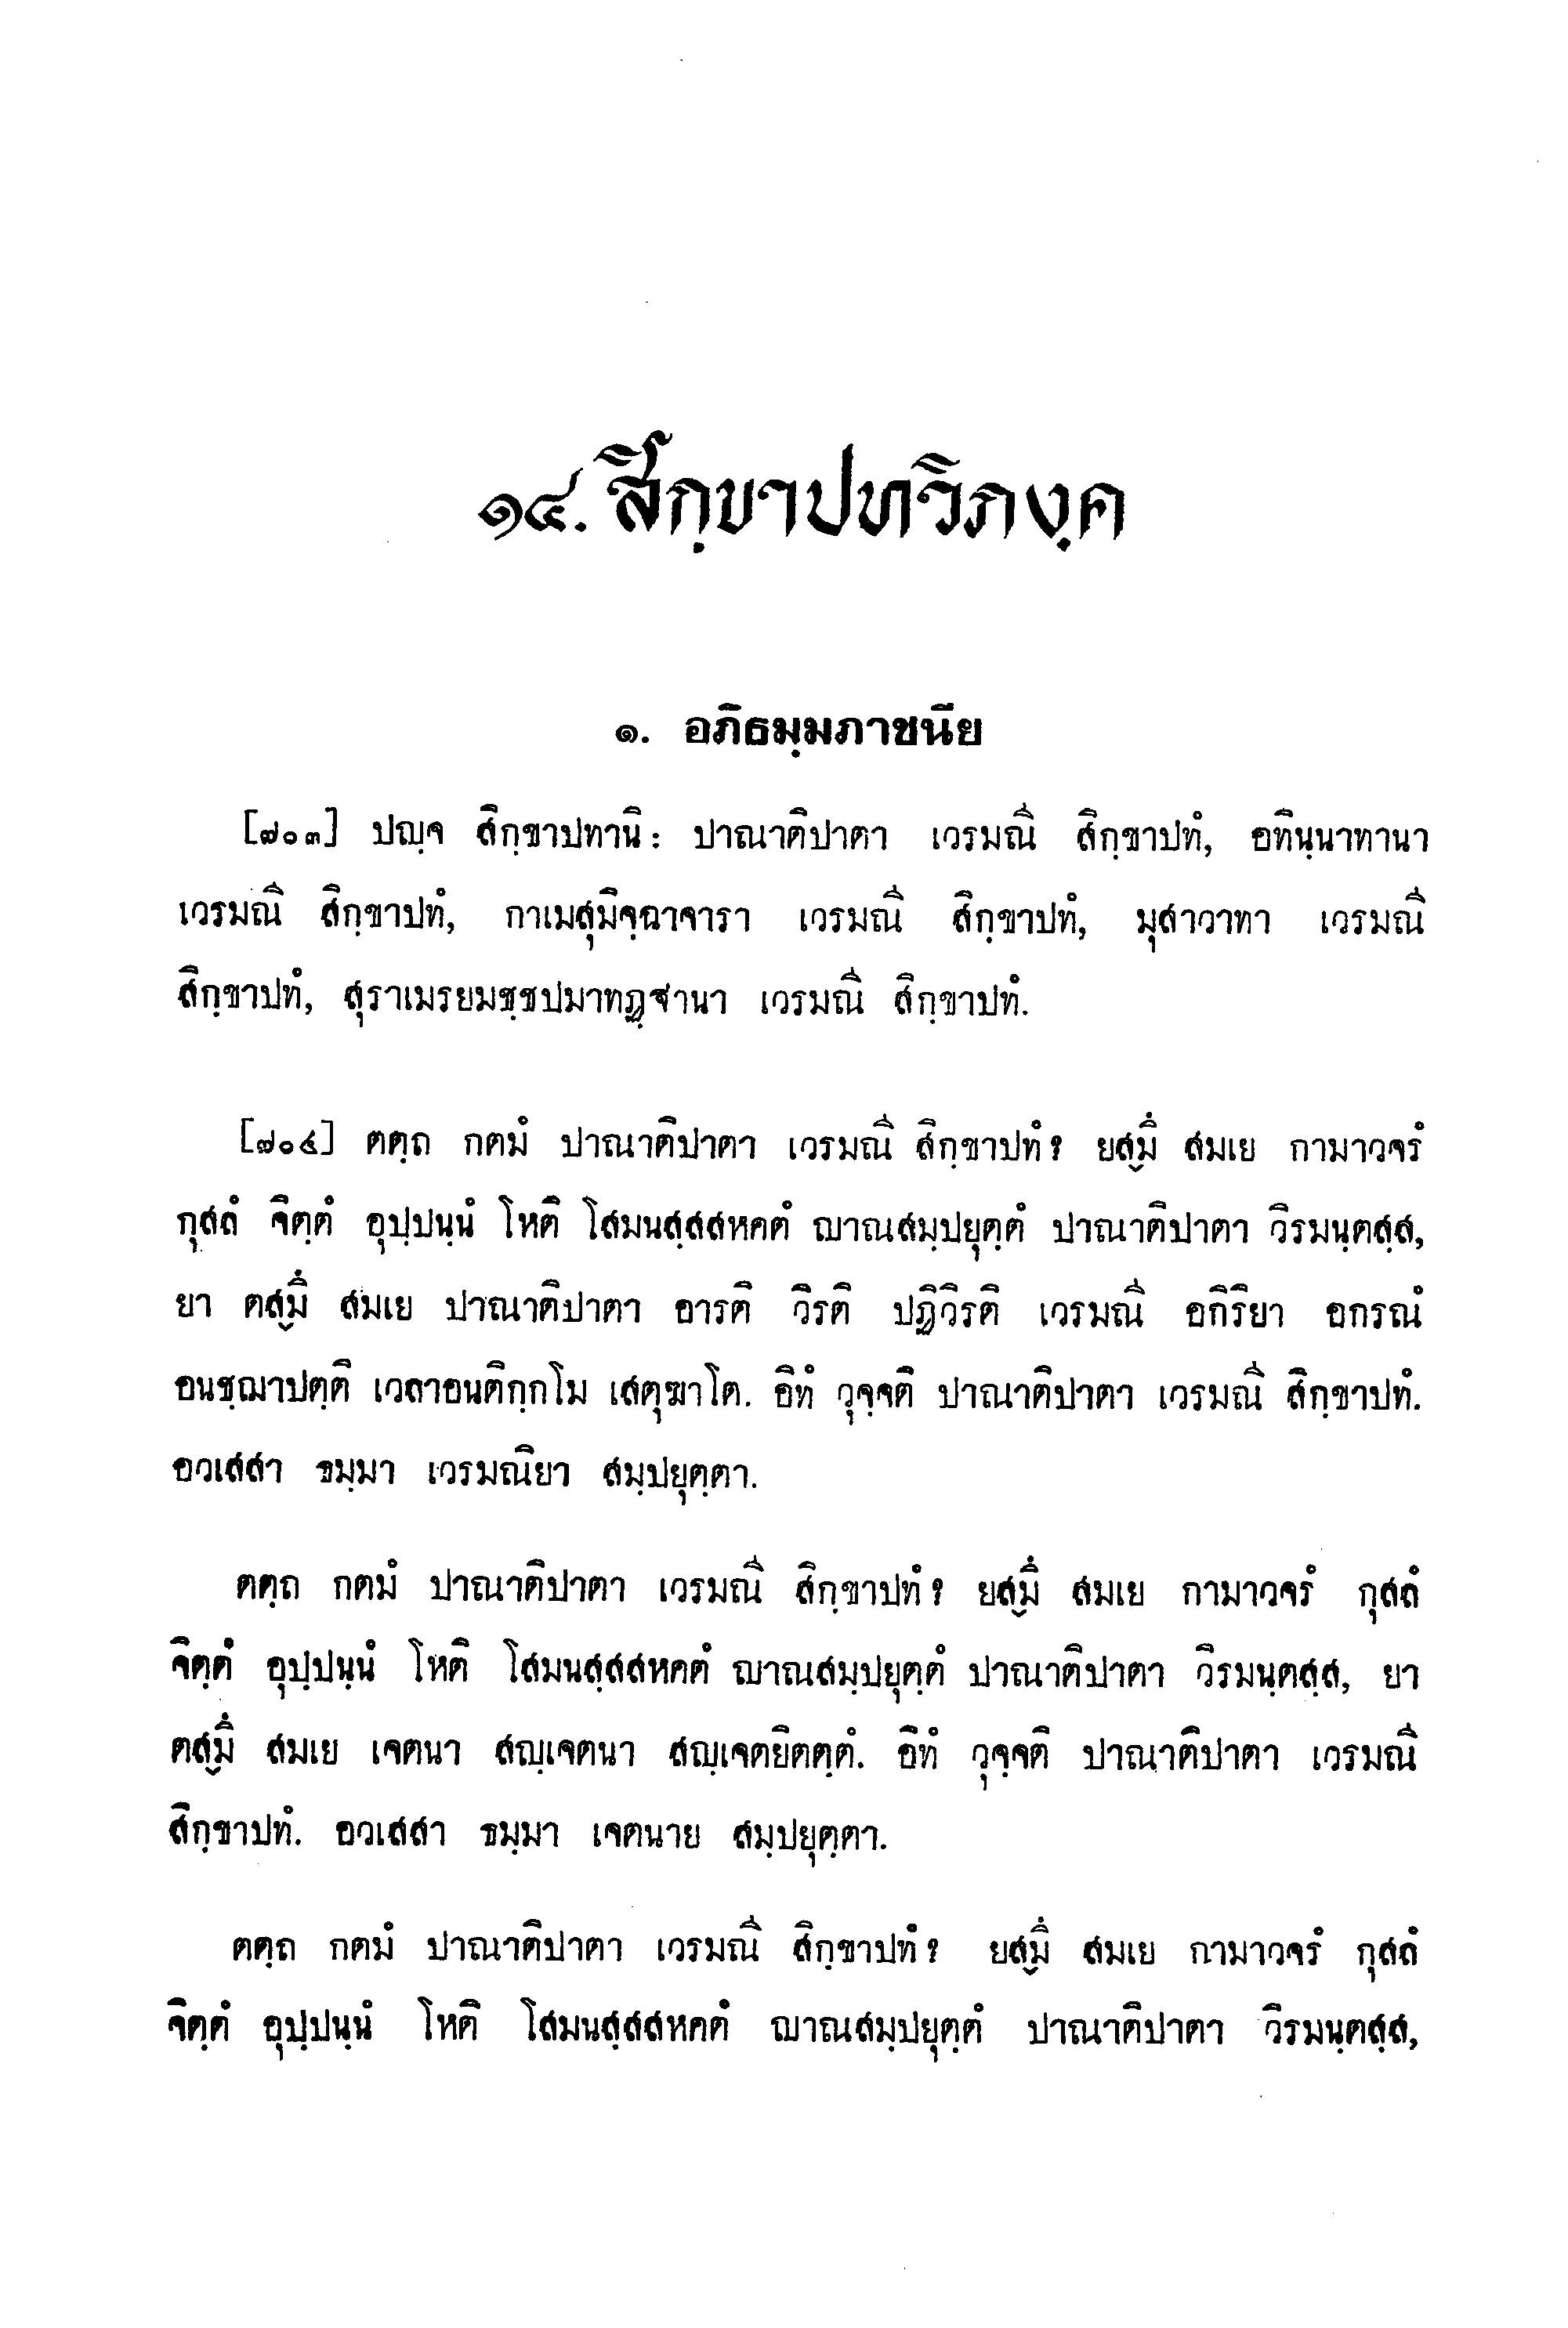 ๑๔. สิกฺขาปทวิภงฺค
๑. อภิธมฺมภาชนีย
[๗๐๓] ปญฺจ สิกฺขาปทานิ: ปาณาติปาตา เวรมณี สิกฺขาปทํ, อทินฺนาทานา
เวรมณี สิกฺขาปทํ, กาเมสุมิจฺฉาจารา เวรมณี สิกฺขาปทํ, มุสาวาทา เวรมณี
สิกฺขาปทํ, สุราเมรยมชฺชปมาทฏฺฐานา เวรมณี สิกฺขาปทํ.
[๗๐๔] ตตฺถ กตมํ ปาณาติปาตา เวรมณี สิกฺขาปทํ? ยสฺมึ สมเย กามาวจรํ
กุสลํ จิตฺตํ อุปฺปนฺนํ โหติ โสมนสฺสสหคตํ ญาณสมฺปยุตฺตํ ปาณาติปาตา วิรมนฺตสฺส,
ยา ตสฺมึ สมเย ปาณาติปาตา อารติ วิรติ ปฏิวิรติ เวรมณี อกิริยา อกรณํ
อนชฺฌาปตฺติ เวลาอนติกฺกโม เสตุฆาโต. อิทํ วุจฺจติ ปาณาติปาตา เวรมณี สิกฺขาปทํ.
อวเสสา ธมฺมา เวรมณิยา สมฺปยุตฺตา.
ตตฺถ กตมํ ปาณาติปาตา เวรมณี สิกฺขาปทํ? ยสฺมึ สมเย กามาวจรํ กุสลํ
จิตฺตํ อุปฺปนฺนํ โหติ โสมนสฺสสหคตํ ญาณสมฺปยุตฺตํ ปาณาติปาตา วิรมนฺตสฺส, ยา
ตสฺมึ สมเย เจตนา สญฺเจตนา สญฺเจตยิตตฺตํ. อิทํ วุจฺจติ ปาณาติปาตา เวรมณี
สิกฺขาปทํ. อวเสสา ธมฺมา เจตนาย สมฺปยุตฺตา.
ตตฺถ กตมํ ปาณาติปาตา เวรมณี สิกฺขาปทํ? ยสฺมึ สมเย กามาวจรํ กุสลํ
จิตฺตํ อุปฺปนฺนํ โหติ โสมนสฺสสหคตํ ญาณสมฺปยุตฺตํ ปาณาติปาตา วิรมนฺตสฺส,